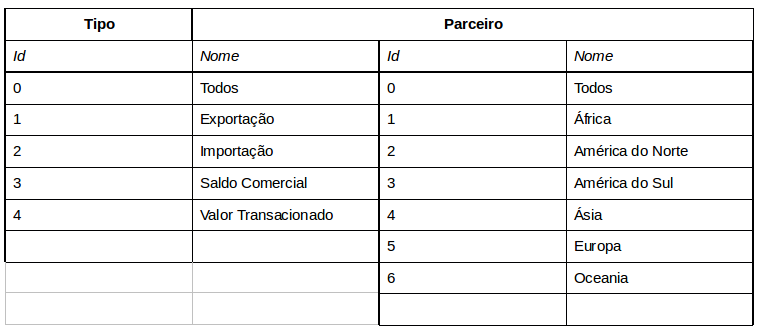 Tipo Parceiro
Id Nome Id Nome
0 Todos 0 Todos
1 Exportação 1 África
2 Importação 2 América do Norte
3 Saldo Comercial 3 América do Sul
4 Valor Transacionado 4 Ásia
5 Europa
6 Oceania